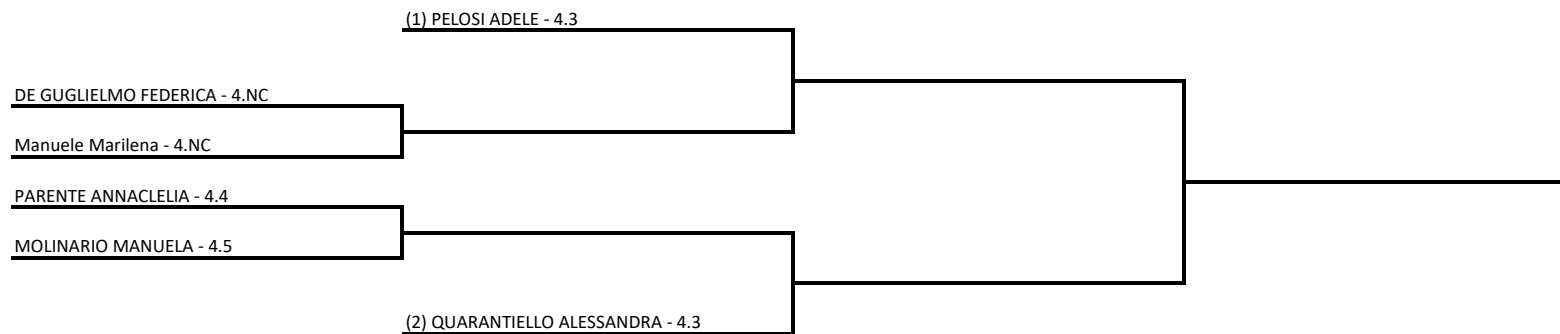 (1) PELOSI ADELE - 4.3
DE GUGLIELMO FEDERICA - 4.NC
Manuele Marilena - 4.NC
PARENTE ANNACLELIA - 4.4
MOLINARIO MANUELA - 4.5
(2) QUARANTIELLO ALESSANDRA - 4.3